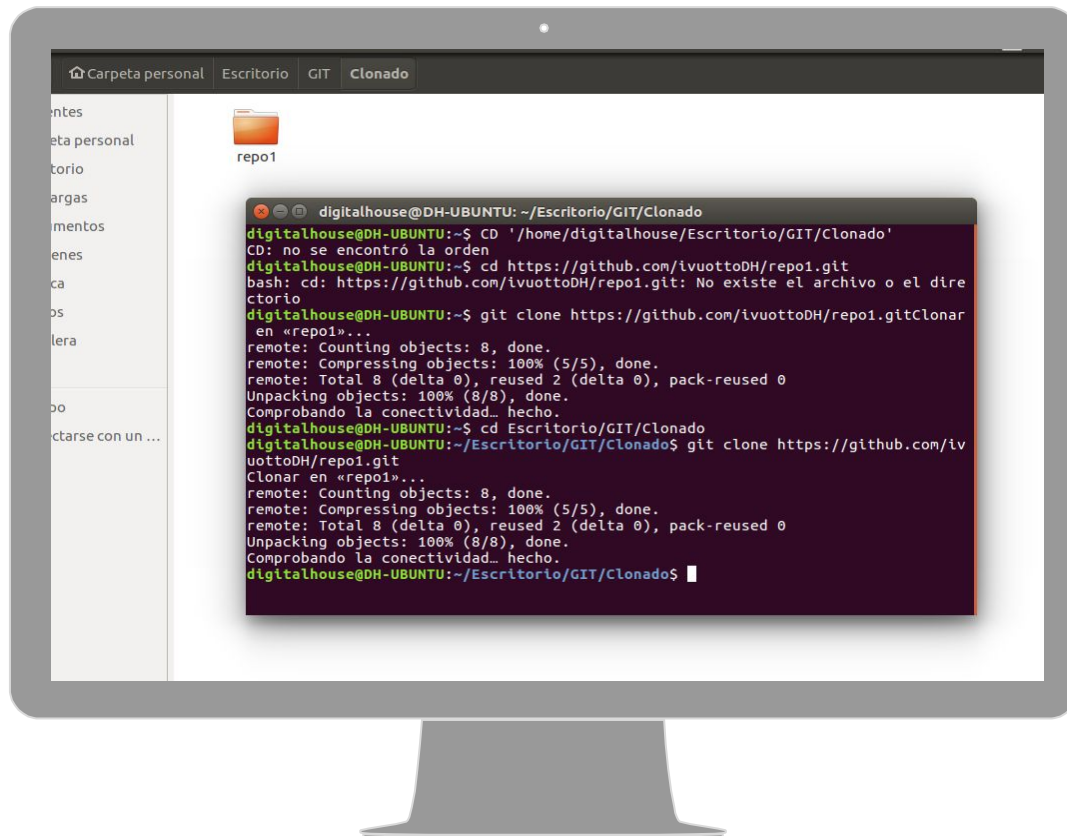 Carpeta personal Escritorio GIT Clonado
entes
eta personal
torio
argas
umentos
enes
ca
os
lera
po
ectarse con un ...
repo1
digitalhouse@DH-UBUNTU: ~/Escritorio/GIT/Clonado
digitalhouse@DH-UBUNTU:~$ CD '/home/digitalhouse/Escritorio/GIT/Clonado'
CD: no se encontró la orden
digitalhouse@DH-UBUNTU:~$ cd https://github.com/ivuottoDH/repo1.git
bash: cd: https://github.com/ivuottoDH/repo1.git: No existe el archivo o el dire
ctorio
digitalhouse@DH-UBUNTU:~$ git clone https://github.com/ivuottoDH/repo1.gitClonar
en «repo1»...
remote: Counting objects: 8, done.
remote: Compressing objects: 100% (5/5), done.
remote: Total 8 (delta 0), reused 2 (delta 0), pack-reused 0
Unpacking objects: 100% (8/8), done.
Comprobando la conectividad… hecho.
digitalhouse@DH-UBUNTU:~$ cd Escritorio/GIT/Clonado
digitalhouse@DH-UBUNTU:~/Escritorio/GIT/Clonado$ git clone https://github.com/iv
uottoDH/repo1.git
Clonar en «repo1»...
remote: Counting objects: 8, done.
remote: Compressing objects: 100% (5/5), done.
remote: Total 8 (delta 0), reused 2 (delta 0), pack-reused 0
Unpacking objects: 100% (8/8), done.
Comprobando la conectividad… hecho.
digitalhouse@DH-UBUNTU:~/Escritorio/GIT/Clonado$